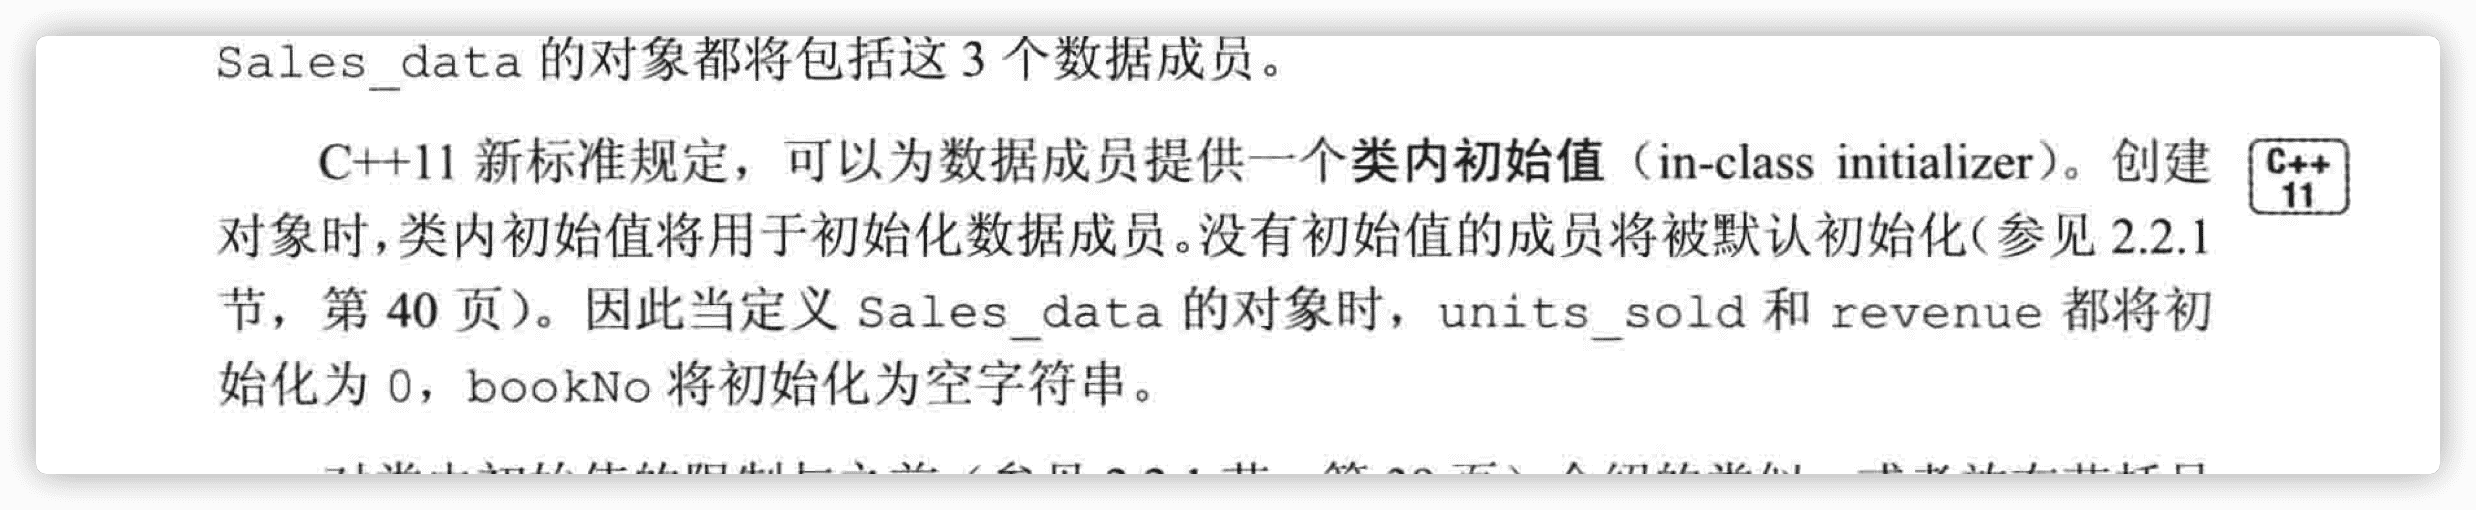 Sales_data 的对象都将包括这 3 个数据成员。
C++11 新标准规定，可以为数据成员提供一个类内初始值（in-class initializer）。创建
C++
11
对象时，类内初始值将用于初始化数据成员。没有初始值的成员将被默认初始化（参见 2.2.1
节，第 40 页）。因此当定义 Sales_data 的对象时，units_sold 和 revenue 都将初
始化为 0，bookNo 将初始化为空字符串。